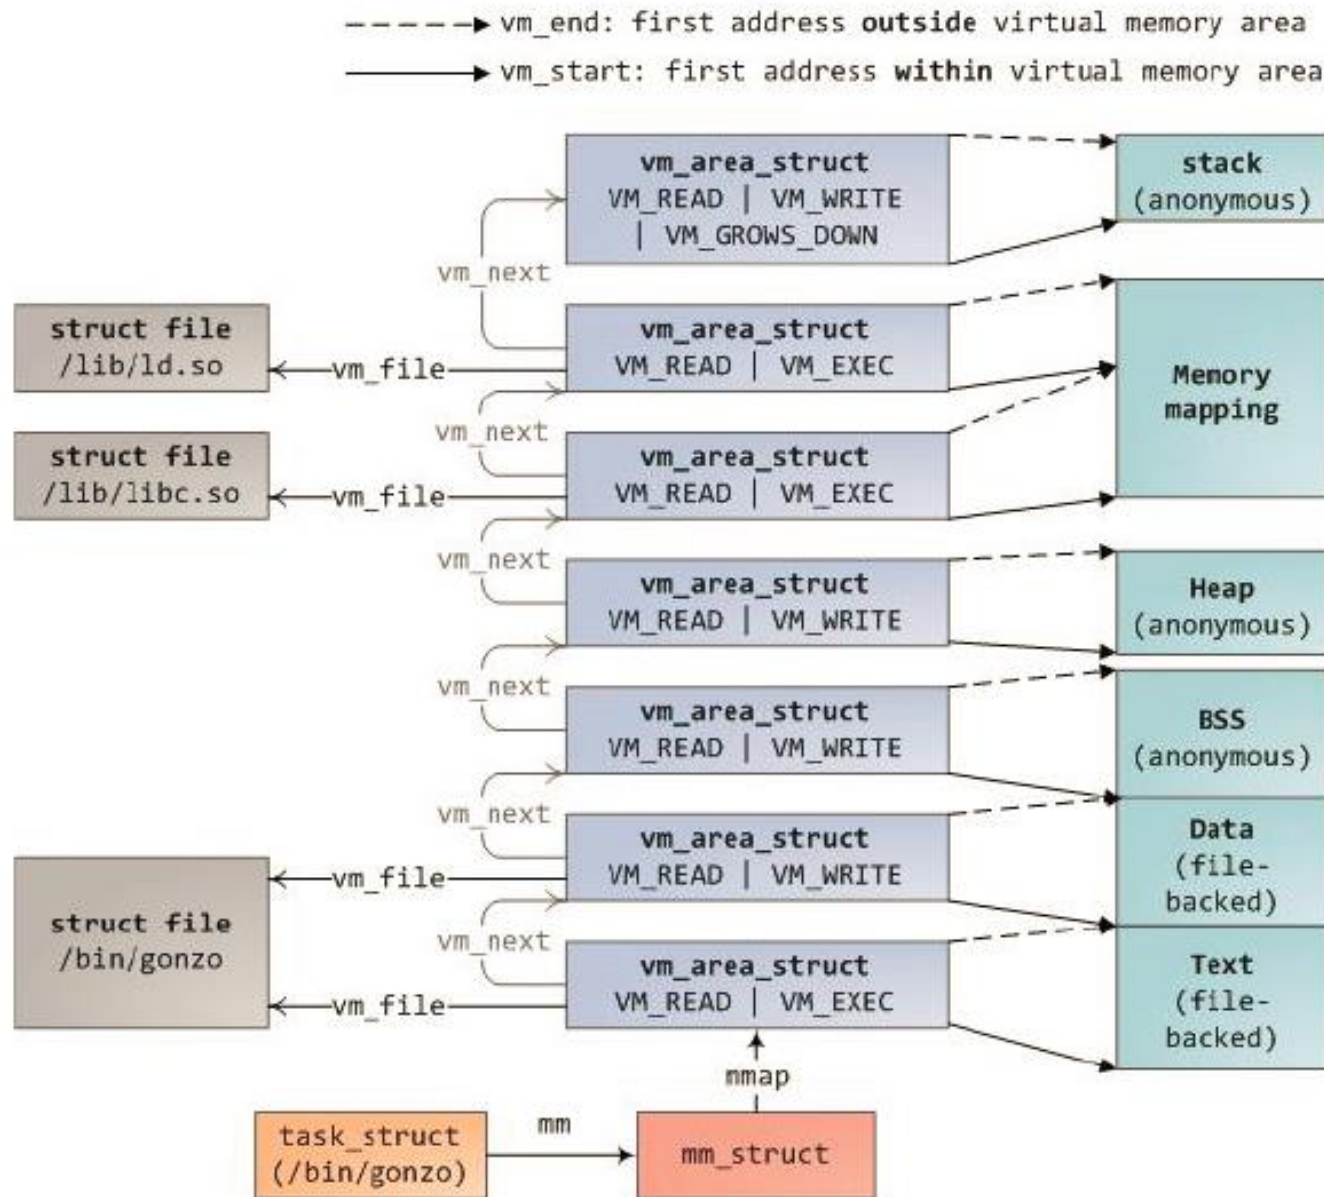 vm_end: first address outside virtual memory area
vm_start: first address within virtual memory area
vm_area_struct
VM_READ | VM_WRITE
| VM_GROWS_DOWN
stack
(anonymous)
vm_next
struct file
/lib/ld.so
vm_file
vm_area_struct
VM_READ | VM_EXEC
Memory
mapping
vm_next
struct file
/lib/libc.so
vm_file
vm_area_struct
VM_READ | VM_EXEC
vm_next
vm_area_struct
VM_READ | VM_WRITE
Heap
(anonymous)
vm_next
vm_area_struct
VM_READ | VM_WRITE
BSS
(anonymous)
vm_next
vm_area_struct
VM_READ | VM_WRITE
Data
(file-
backed)
vm_file
struct file
/bin/gonzo
vm_next
vm_area_struct
VM_READ | VM_EXEC
Text
(file-
backed)
vm_file
mmap
task_struct
(/bin/gonzo)
mm
mm_struct